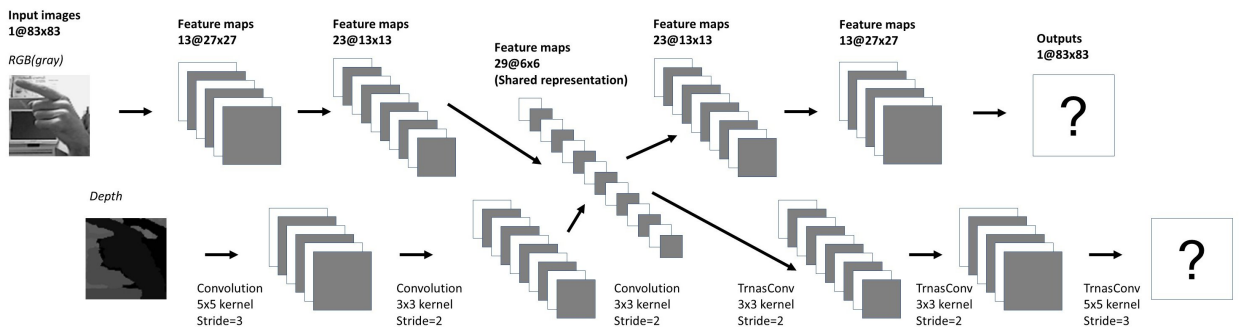 Input images
1@83x83
RGB(gray)
Feature maps
13@27x27
Feature maps
23@13x13
Feature maps
29@6x6
(Shared representation)
Feature maps
23@13x13
Feature maps
13@27x27
Outputs
1@83x83
?
Depth
?
Convolution
5x5 kernel
Stride=3
Convolution
3x3 kernel
Stride=2
Convolution
3x3 kernel
Stride=2
TrnasConv
3x3 kernel
Stride=2
TrnasConv
3x3 kernel
Stride=2
TrnasConv
5x5 kernel
Stride=3